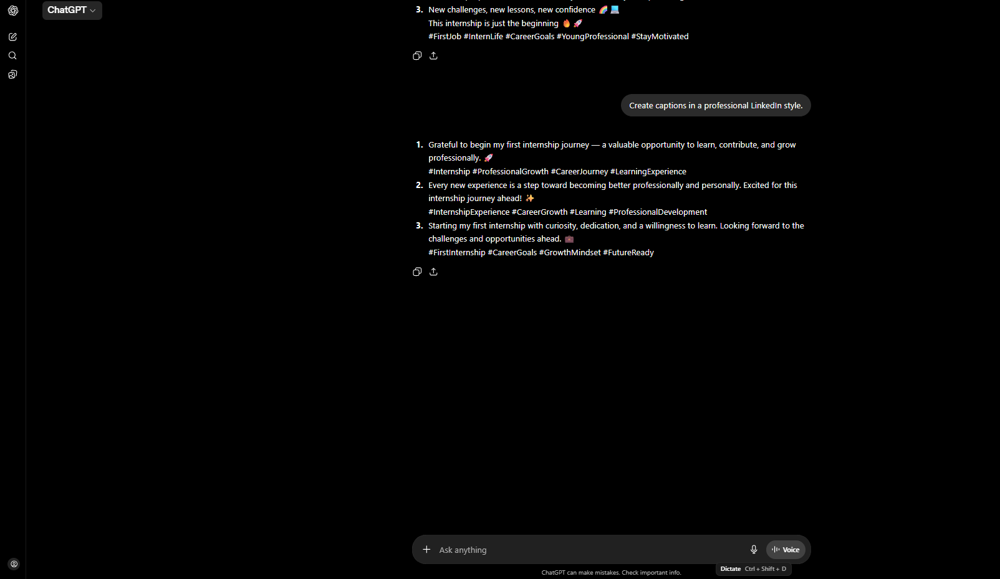 ChatGPT
3. New challenges, new lessons, new confidence 🌈 💻
This internship is just the beginning 🔥 🚀
#FirstJob #InternLife #CareerGoals #YoungProfessional #StayMotivated
Create captions in a professional LinkedIn style.
1. Grateful to begin my first internship journey — a valuable opportunity to learn, contribute, and grow
professionally. 🚀
#Internship #ProfessionalGrowth #CareerJourney #LearningExperience
2. Every new experience is a step toward becoming better professionally and personally. Excited for this
internship journey ahead! ✨
#InternshipExperience #CareerGrowth #Learning #ProfessionalDevelopment
3. Starting my first internship with curiosity, dedication, and a willingness to learn. Looking forward to the
challenges and opportunities ahead. 💼
#FirstInternship #CareerGoals #GrowthMindset #FutureReady
Ask anything
Voice
ChatGPT can make mistakes. Check important info.
Dictate Ctrl + Shift + D